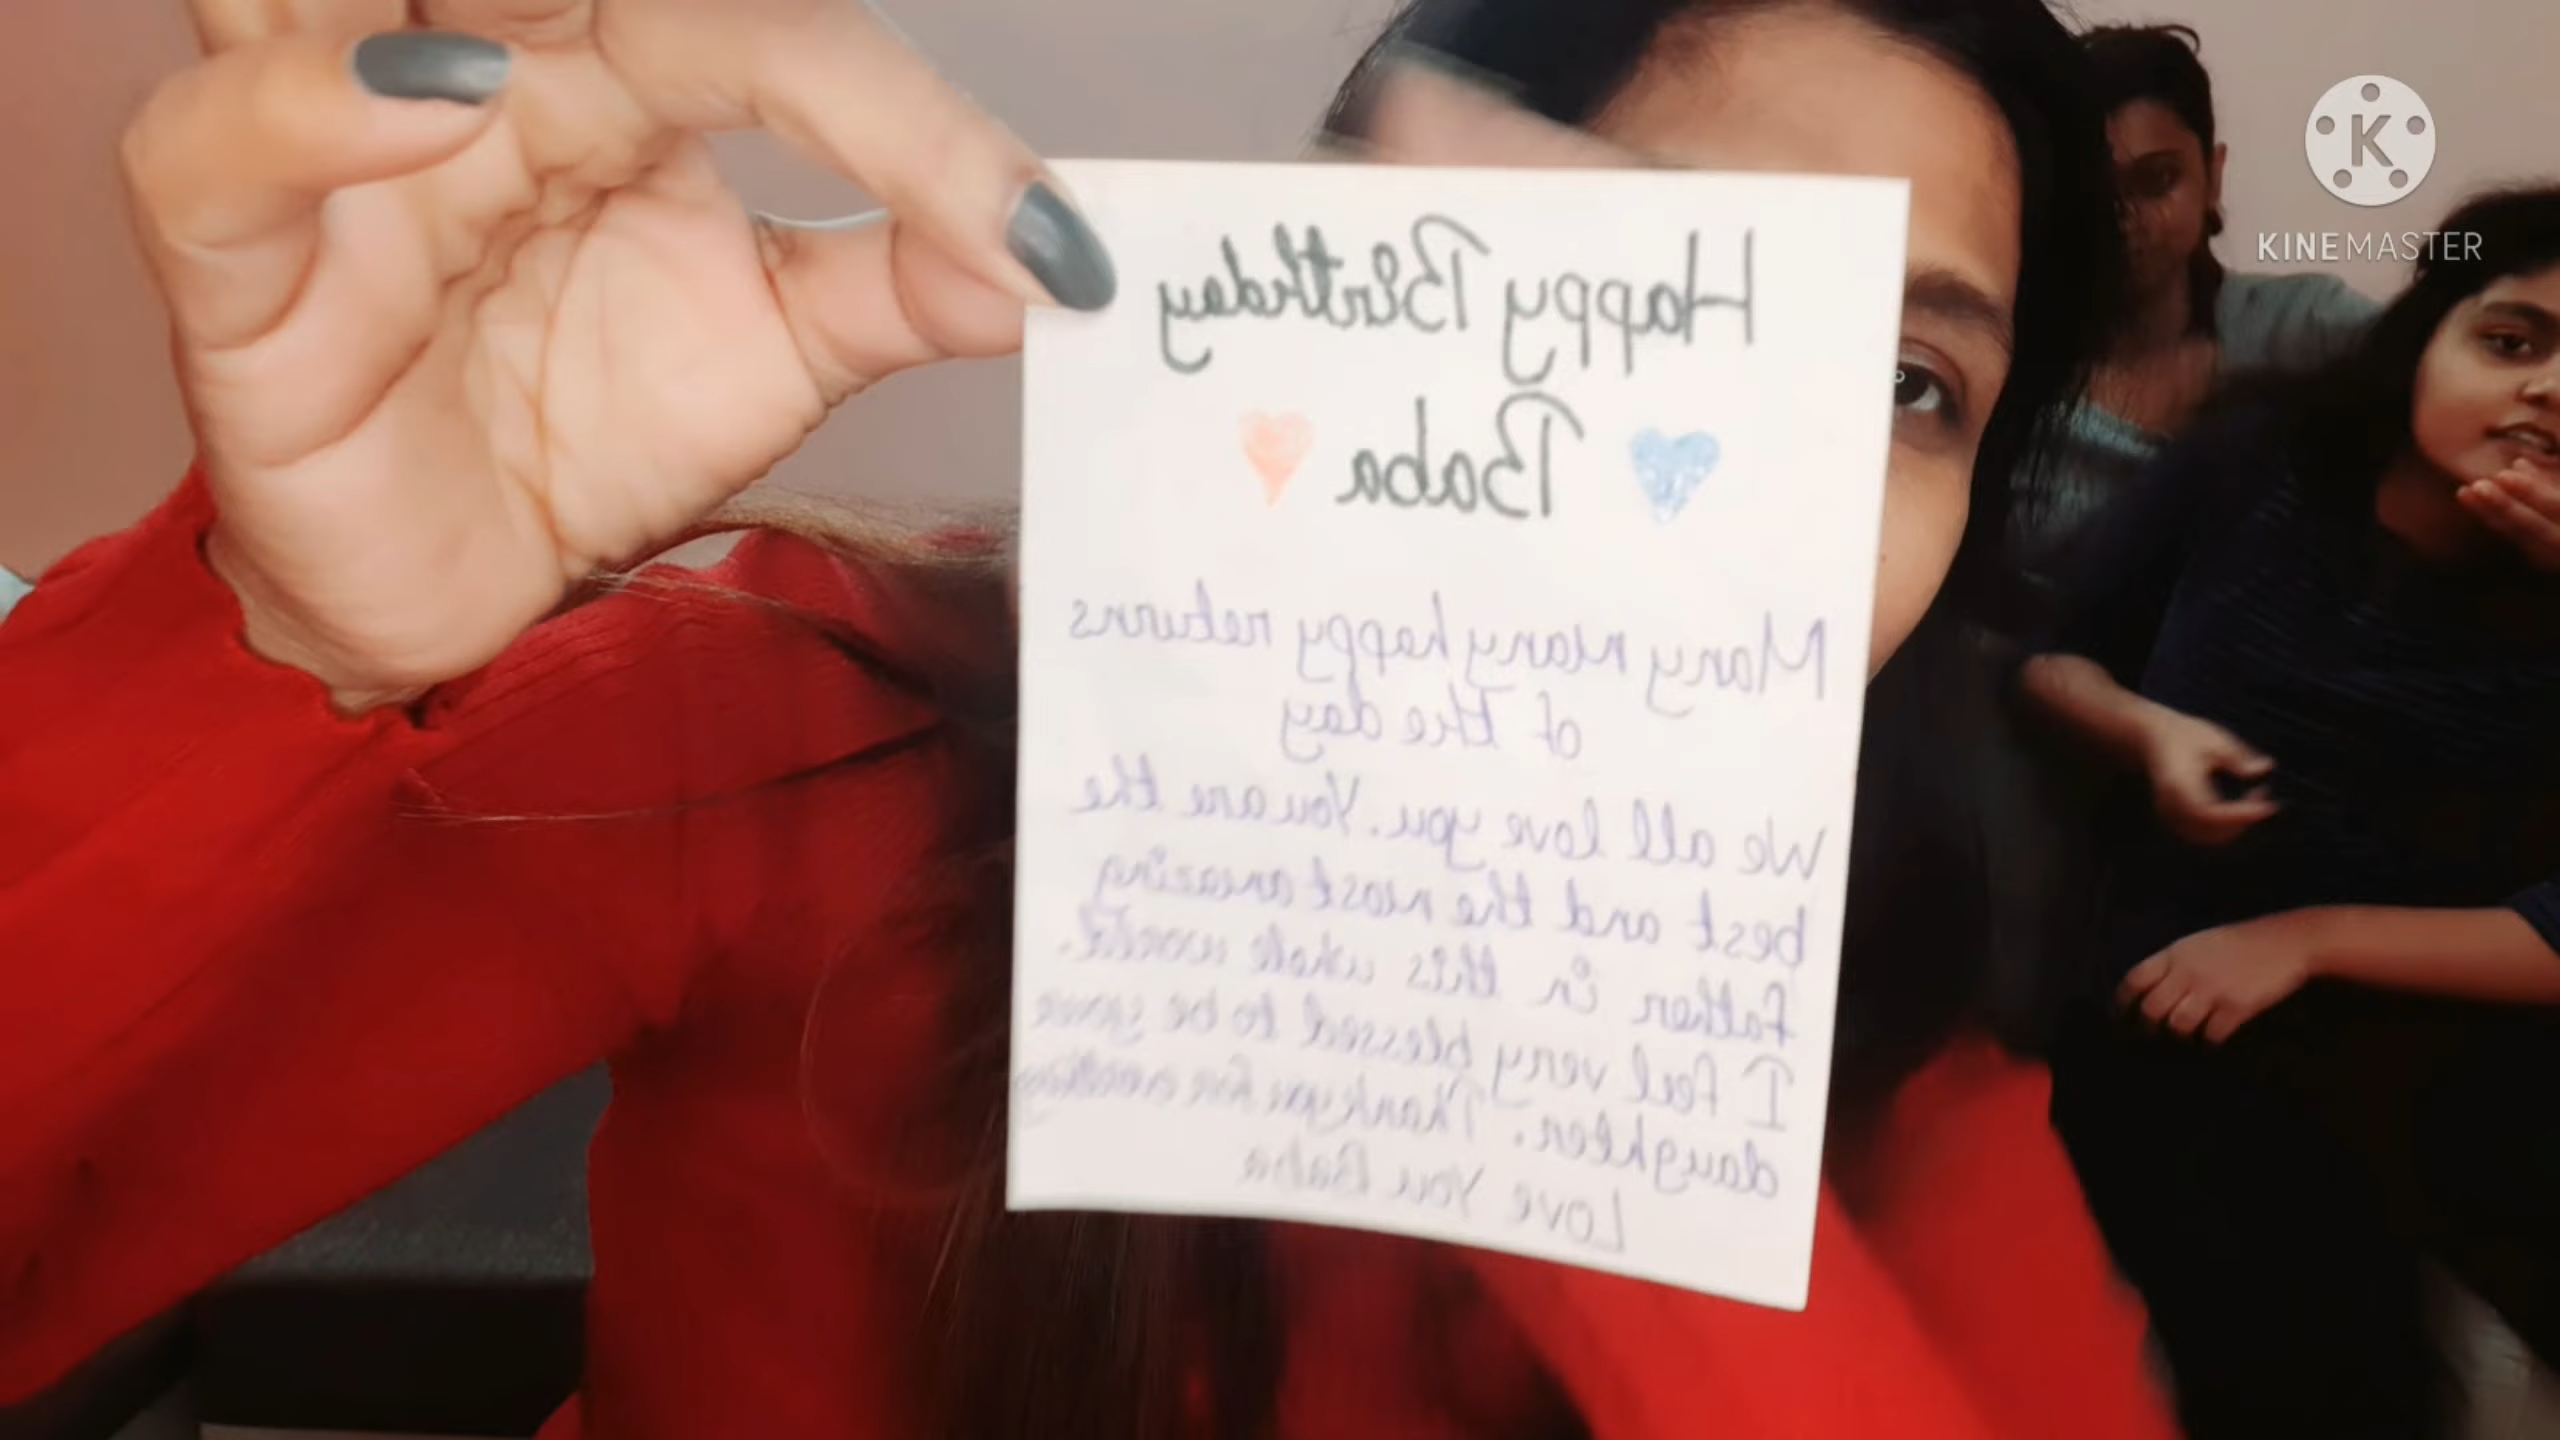 Happy Birthday
Baba
Many many happy returns
of the day
We all love you. You are the
best and the most amazing
father in this whole world.
I feel very blessed to be your
daughter. Thank you for everything
Love You Baba
K
KINEMASTER